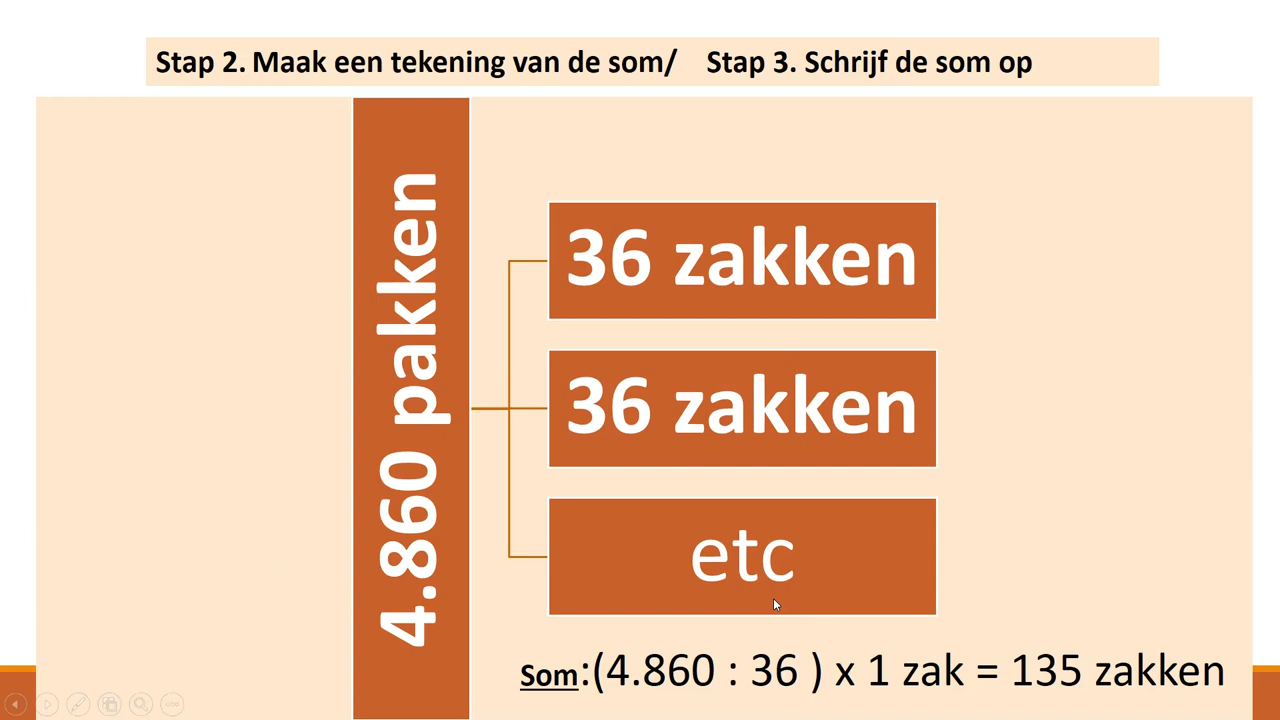 Stap 2. Maak een tekening van de som/ Stap 3. Schrijf de som op
4.860 pakken
36 zakken
36 zakken
etc
Som:(4.860 : 36 ) x 1 zak = 135 zakken